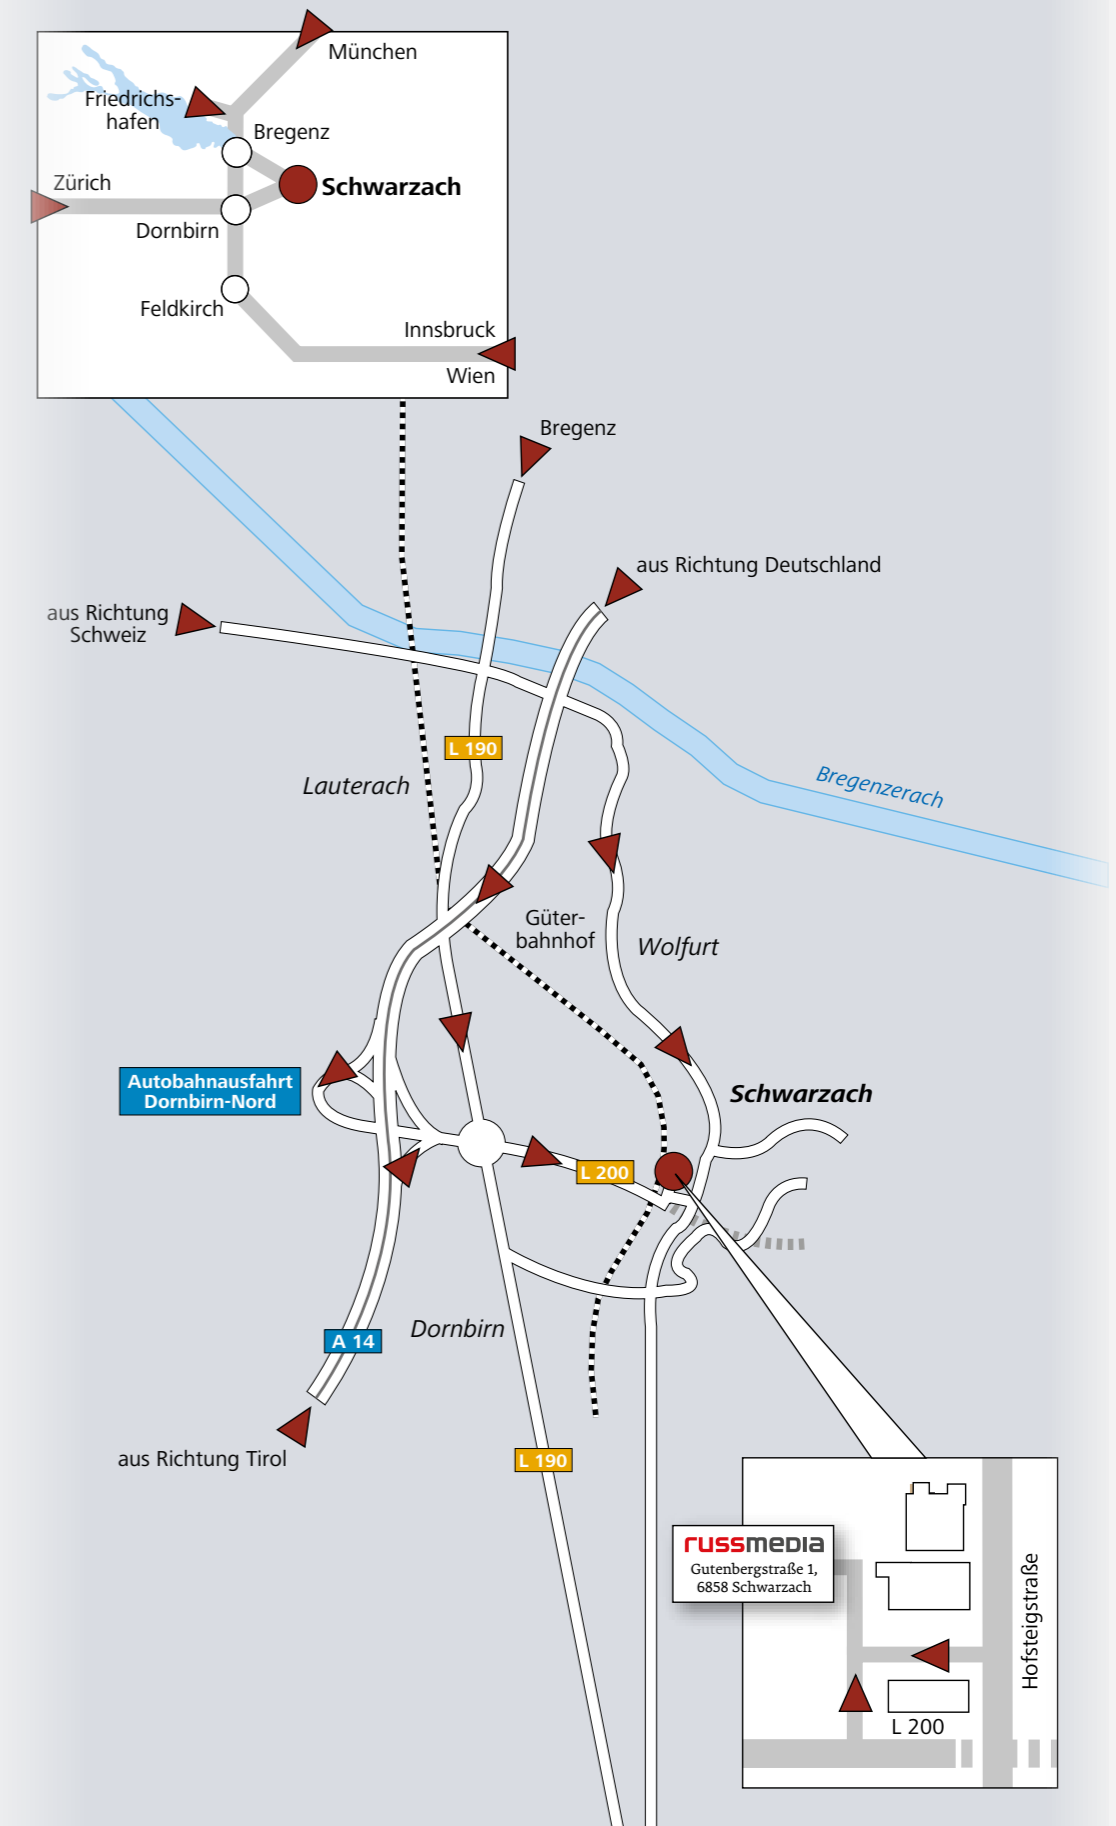 München
Friedrichs-
hafen
Bregenz
Zürich
Schwarzach
Dornbirn
Feldkirch
Innsbruck
Wien
Bregenz
aus Richtung Deutschland
aus Richtung
Schweiz
L 190
Lauterach
Bregenzerach
Güter-
bahnhof
Wolfurt
Autobahnausfahrt
Dornbirn-Nord
Schwarzach
L 200
Dornbirn
A 14
aus Richtung Tirol
L 190
russmedia
Gutenbergstraße 1,
6858 Schwarzach
Hofsteigstraße
L 200